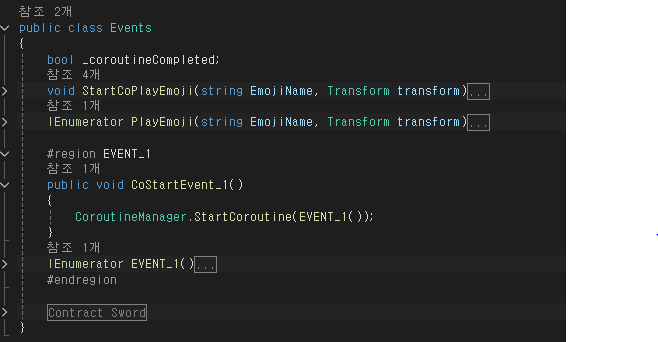 참조 2개
public class Events
{
bool _coroutineCompleted;
참조 4개
void StartCoPlayEmoji(string EmojiName, Transform transform)...
참조 1개
IEnumerator PlayEmoji(string EmojiName, Transform transform)...
#region EVENT_1
참조 1개
public void CoStartEvent_1()
{
CoroutineManager.StartCoroutine(EVENT_1());
}
참조 1개
IEnumerator EVENT_1()...
#endregion
Contract Sword
}